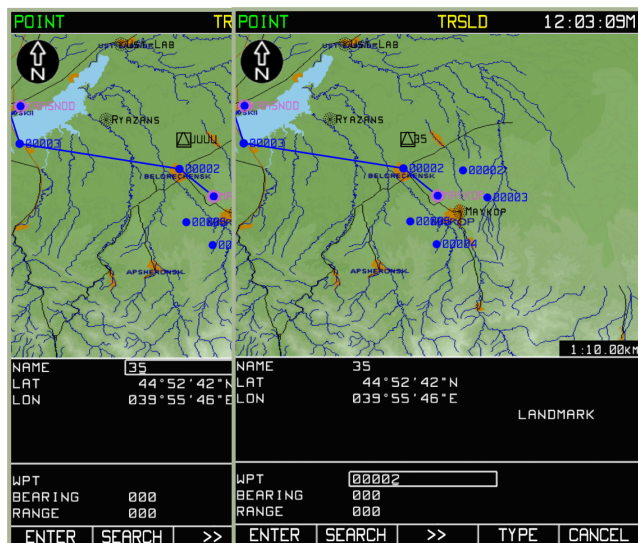 POINT
TR
LAB
RYAZANS
UUUU
00003
00002
BELORECHENSK
APSHERONSK
NAME 35
LAT 44°52'42"N
LON 039°55'46"E
WPT
BEARING 000
RANGE 000
ENTER SEARCH >>
POINT TRSLD 12:03:09M
LAB
RYAZANS
35
00003
00002
00002
BELORECHENSK
00003
MAYKOP
00004
APSHERONSK
1:10.00KM
NAME 35
LAT 44°52'42"N
LON 039°55'46"E
LANDMARK
WPT 00002
BEARING 000
RANGE 000
ENTER SEARCH >> TYPE CANCEL